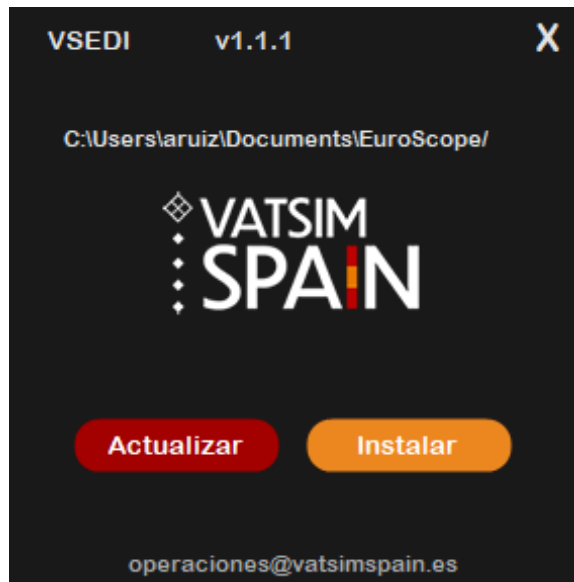 VSEDI v1.1.1 X
C:\Users\aruiz\Documents\EuroScope/
VATSIM
SPAIN
Actualizar Instalar
operaciones@vatsimspain.es